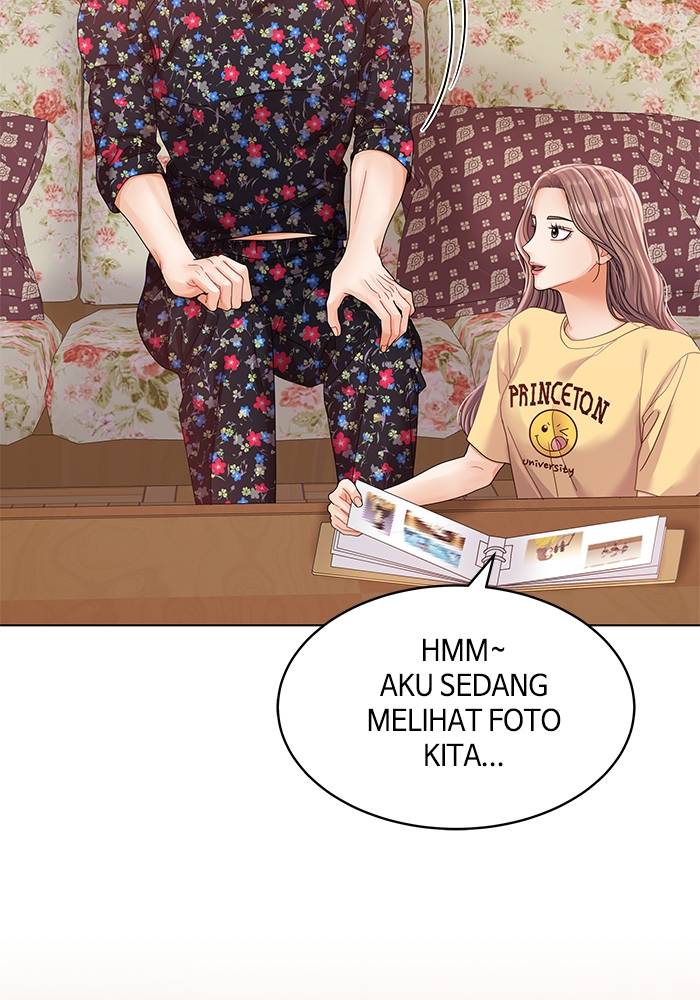 PRINCETON
university
HMM~
AKU SEDANG
MELIHAT FOTO
KITA...